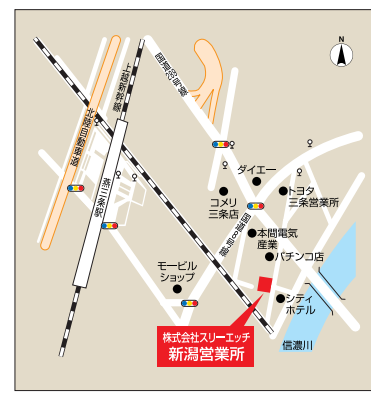 N
国道289号線
上越新幹線
北陸自動車道
燕三条駅
ダイエー
コメリ
三条店
トヨタ
三条営業所
国道8号線
本間電気
産業
パチンコ店
モービル
ショップ
シティ
ホテル
信濃川
株式会社スリーエッチ
新潟営業所